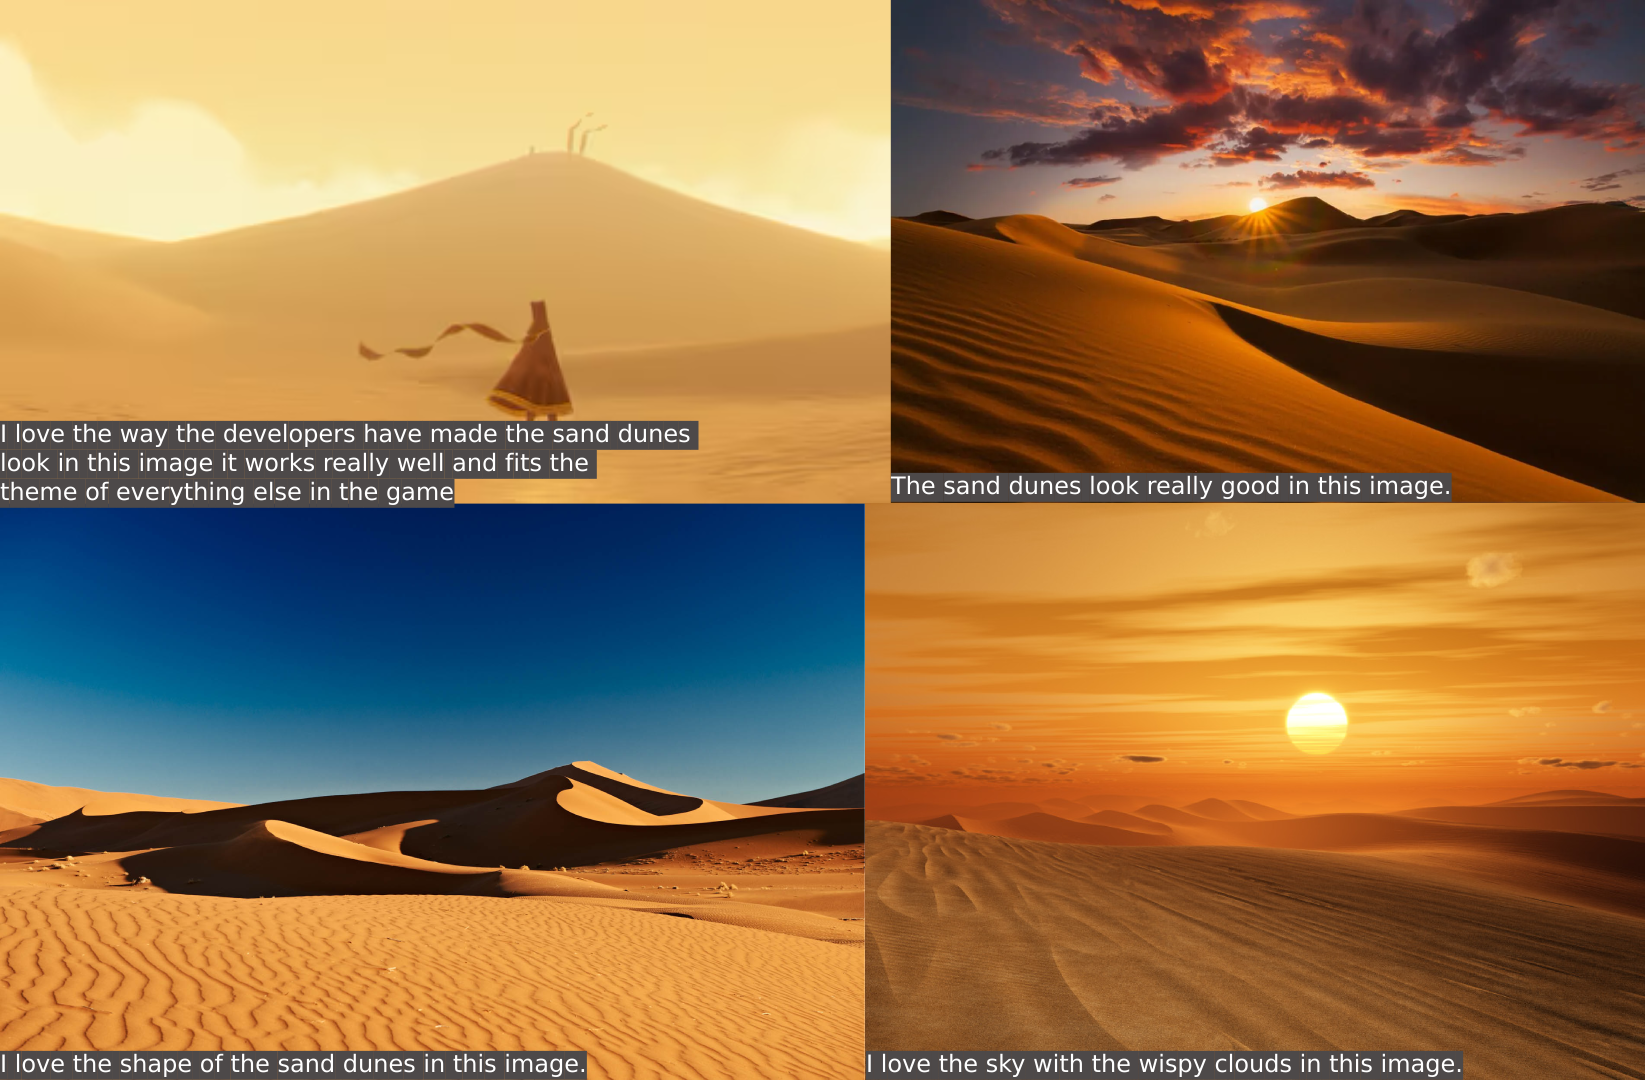 I love the way the developers have made the sand dunes
look in this image it works really well and fits the
theme of everything else in the game
The sand dunes look really good in this image.
I love the shape of the sand dunes in this image.
I love the sky with the wispy clouds in this image.